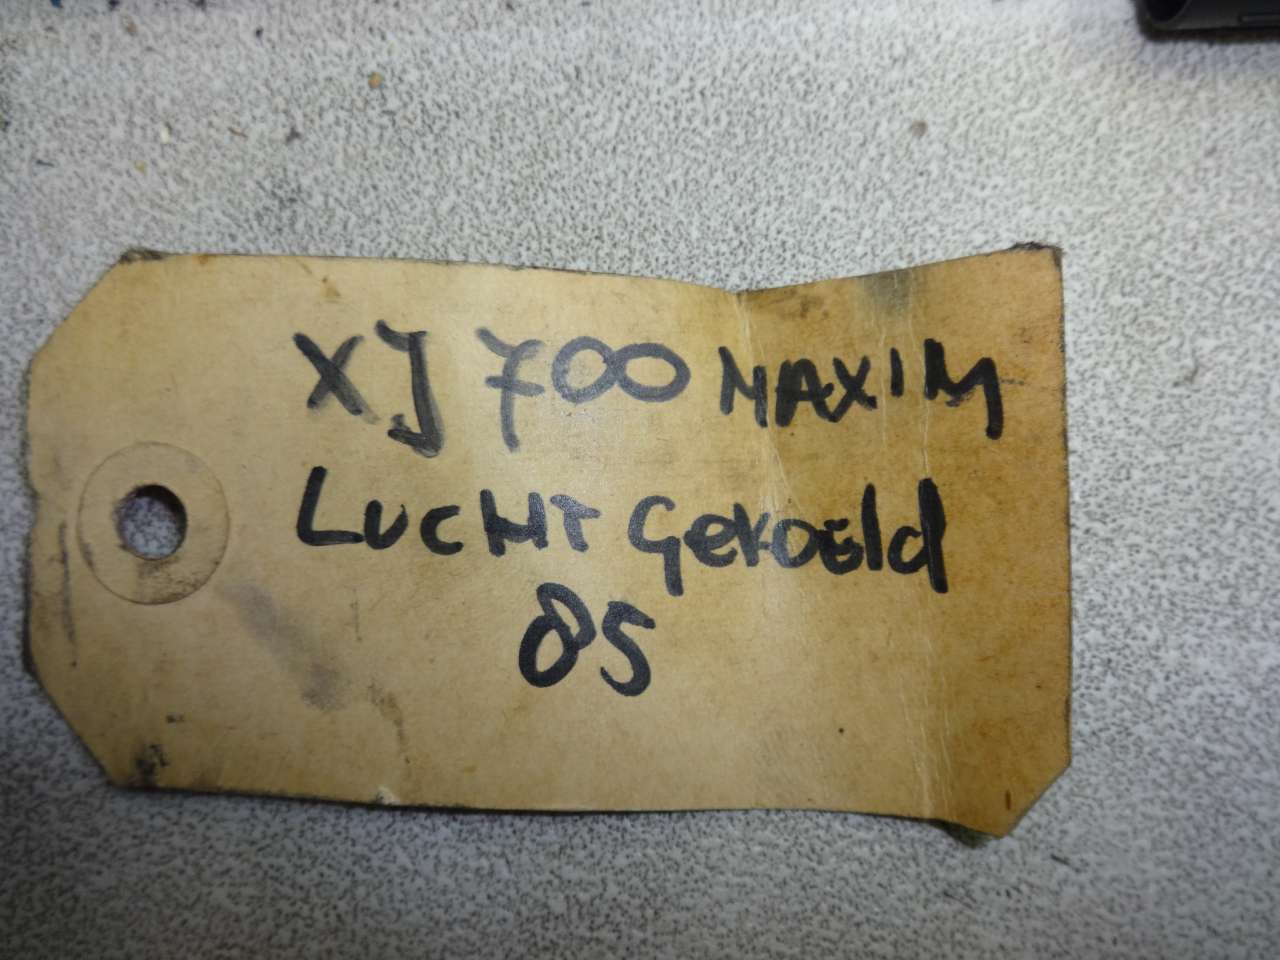 XJ 700 MAXIM
LUCHT GEKOELd
85